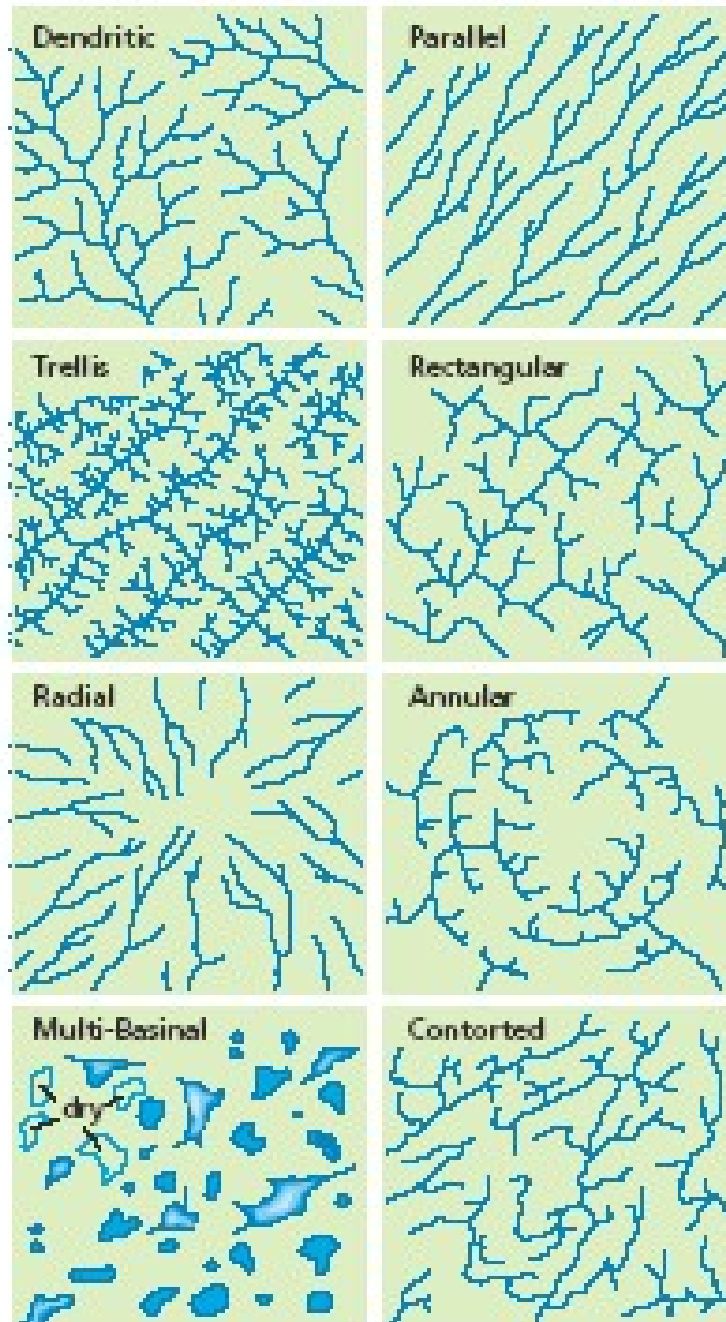 Dendritic
Parallel
Trellis
Rectangular
Radial
Annular
Multi-Basinal
dry
Contorted